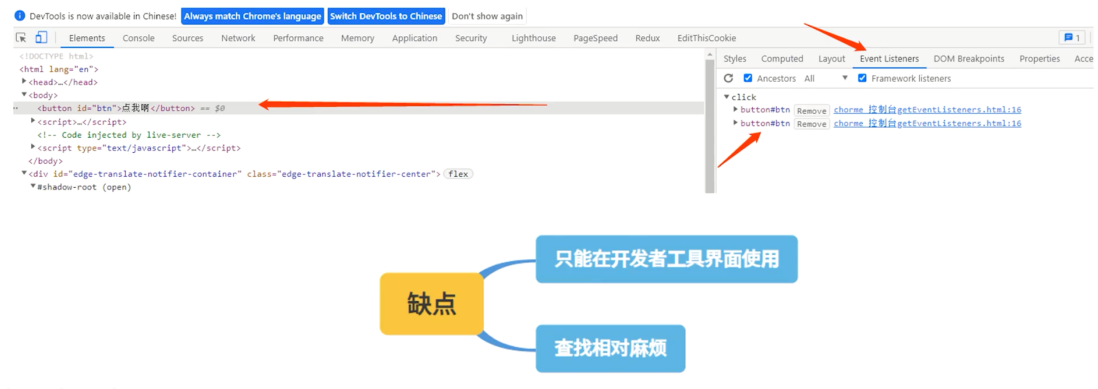 DevTools is now available in Chinese! Always match Chrome's language Switch DevTools to Chinese Don't show again
Elements Console Sources Network Performance Memory Application Security Lighthouse PageSpeed Redux EditThisCookie 1
<!DOCTYPE html>
<html lang="en">
<head>…</head>
<body>
<button id="btn">点我啊</button> == $0
<script>…</script>
<!-- Code injected by live-server -->
<script type="text/javascript">…</script>
</body>
<div id="edge-translate-notifier-container" class="edge-translate-notifier-center"> flex
#shadow-root (open)
Styles Computed Layout Event Listeners DOM Breakpoints Properties Acce
Ancestors All Framework listeners
click
button#btn Remove chorme 控制台getEventListeners.html:16
button#btn Remove chorme 控制台getEventListeners.html:16
只能在开发者工具界面使用
缺点
查找相对麻烦